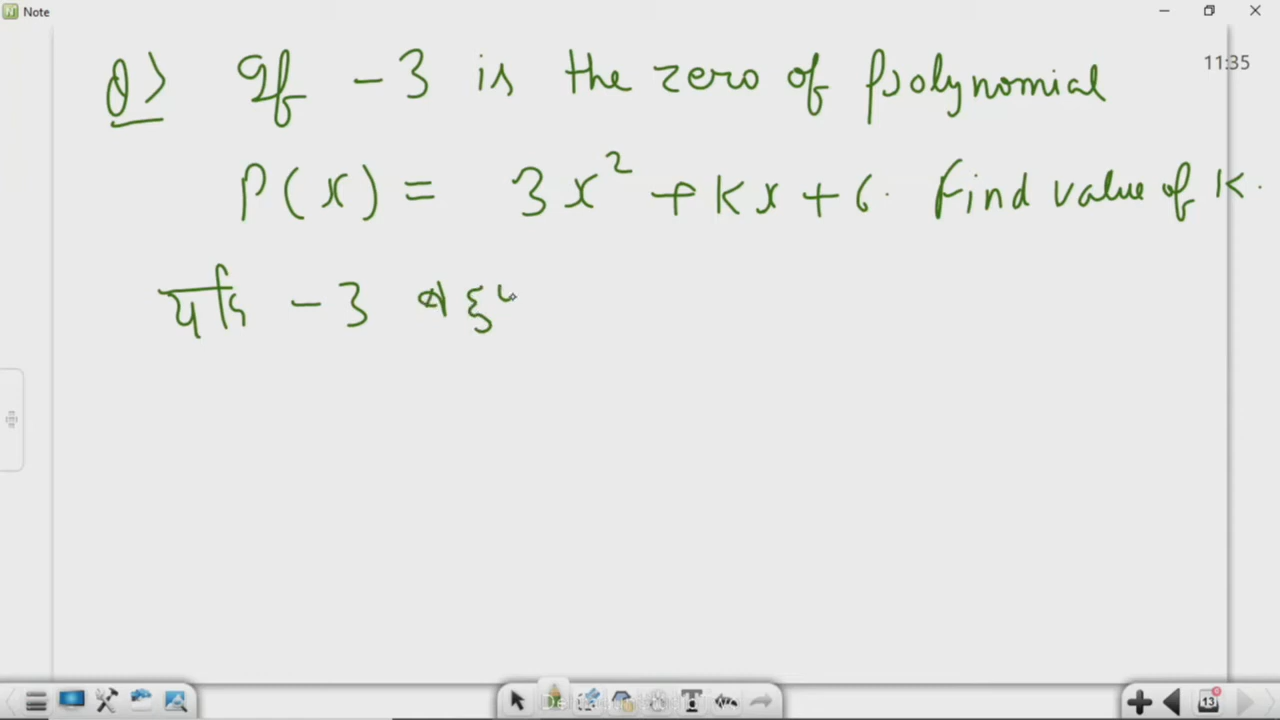 Note
11:35
Q> If -3 is the zero of polynomial
P(x) = 3x² + kx + 6. Find value of K.
यदि -3 बहु
13